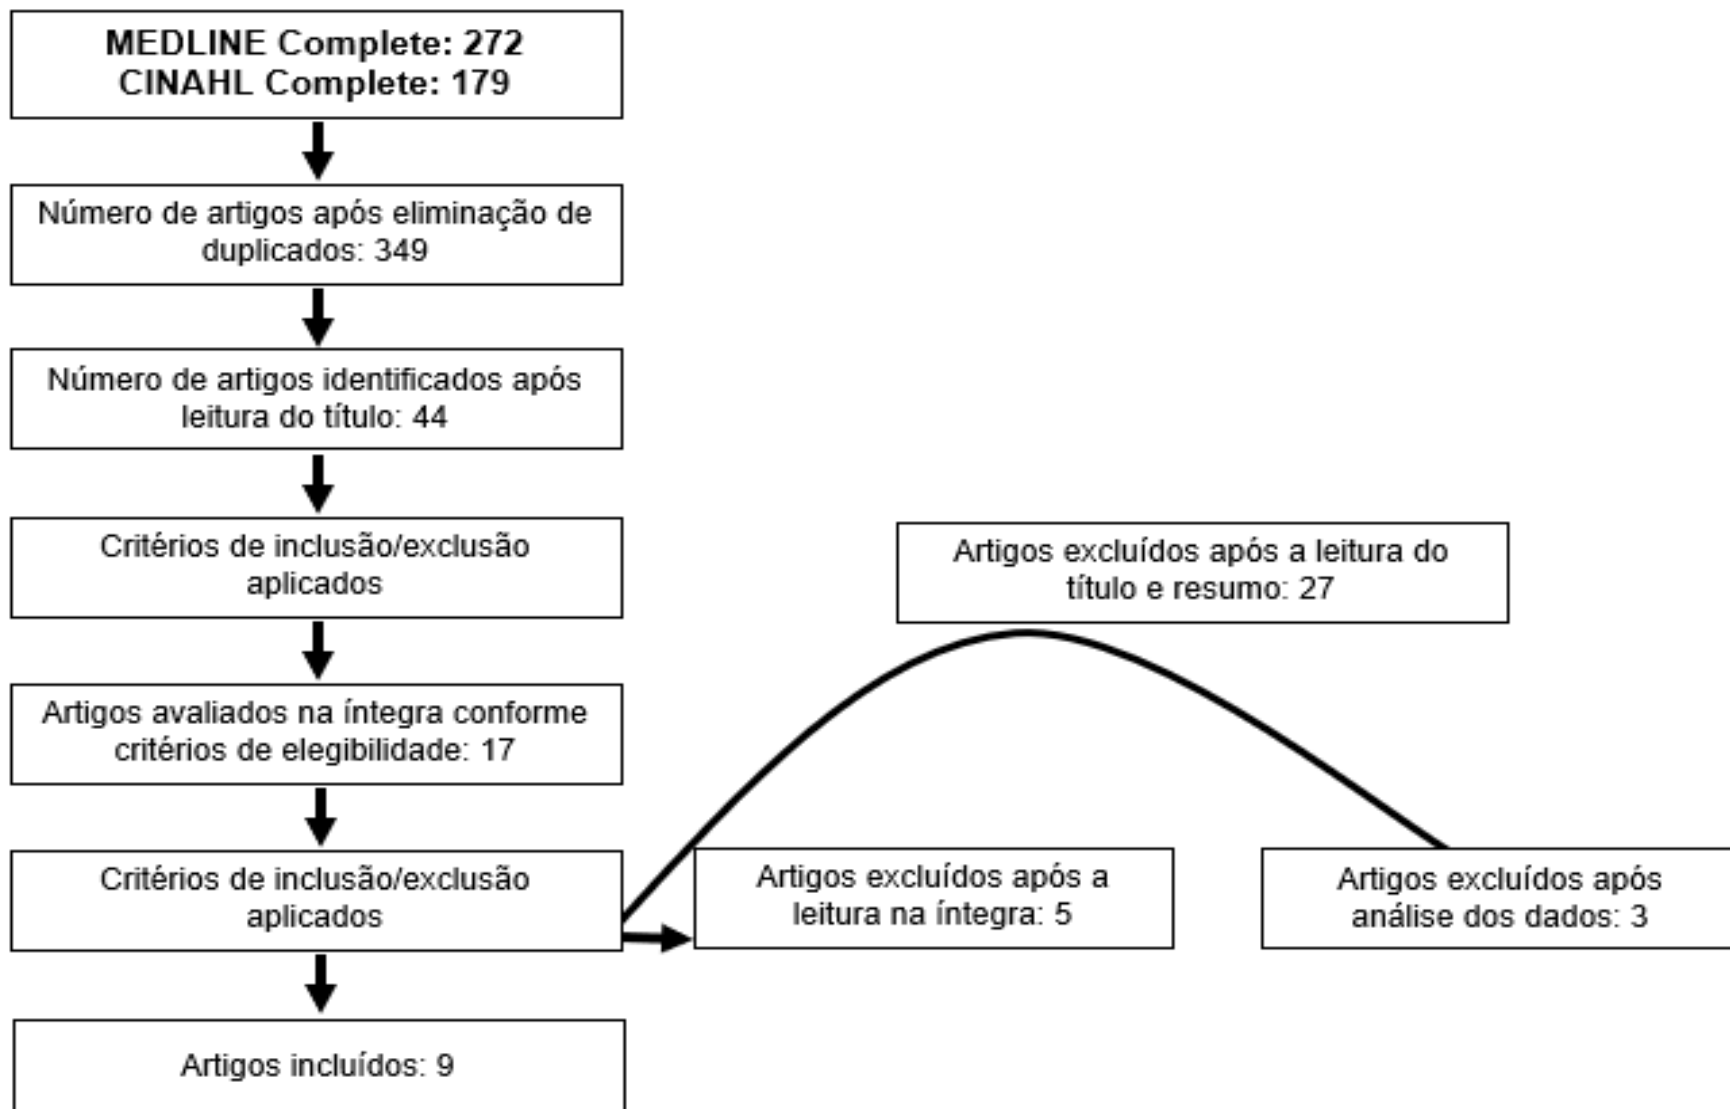 MEDLINE Complete: 272
CINAHL Complete: 179
Número de artigos após eliminação de
duplicados: 349
Número de artigos identificados após
leitura do título: 44
Critérios de inclusão/exclusão
aplicados
Artigos excluídos após a leitura do
título e resumo: 27
Artigos avaliados na íntegra conforme
critérios de elegibilidade: 17
Critérios de inclusão/exclusão
aplicados
Artigos excluídos após a
leitura na íntegra: 5
Artigos excluídos após
análise dos dados: 3
Artigos incluídos: 9